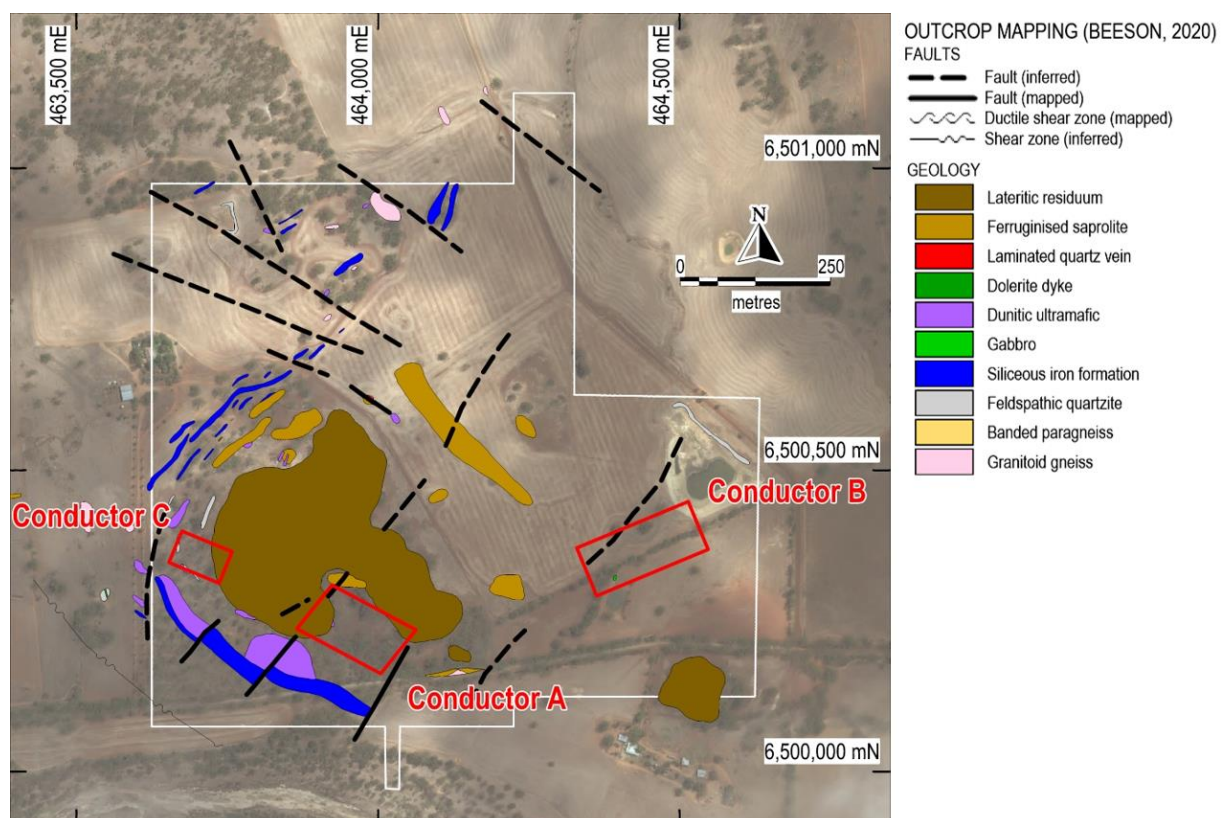 463,500 mE
464,000 mE
464,500 mE
6,501,000 mN
N
0 250
metres
6,500,500 mN
Conductor B
Conductor C
Conductor A
6,500,000 mN
OUTCROP MAPPING (BEESON, 2020)
FAULTS
Fault (inferred)
Fault (mapped)
Ductile shear zone (mapped)
Shear zone (inferred)
GEOLOGY
Lateritic residuum
Ferruginised saprolite
Laminated quartz vein
Dolerite dyke
Dunitic ultramafic
Gabbro
Siliceous iron formation
Feldspathic quartzite
Banded paragneiss
Granitoid gneiss